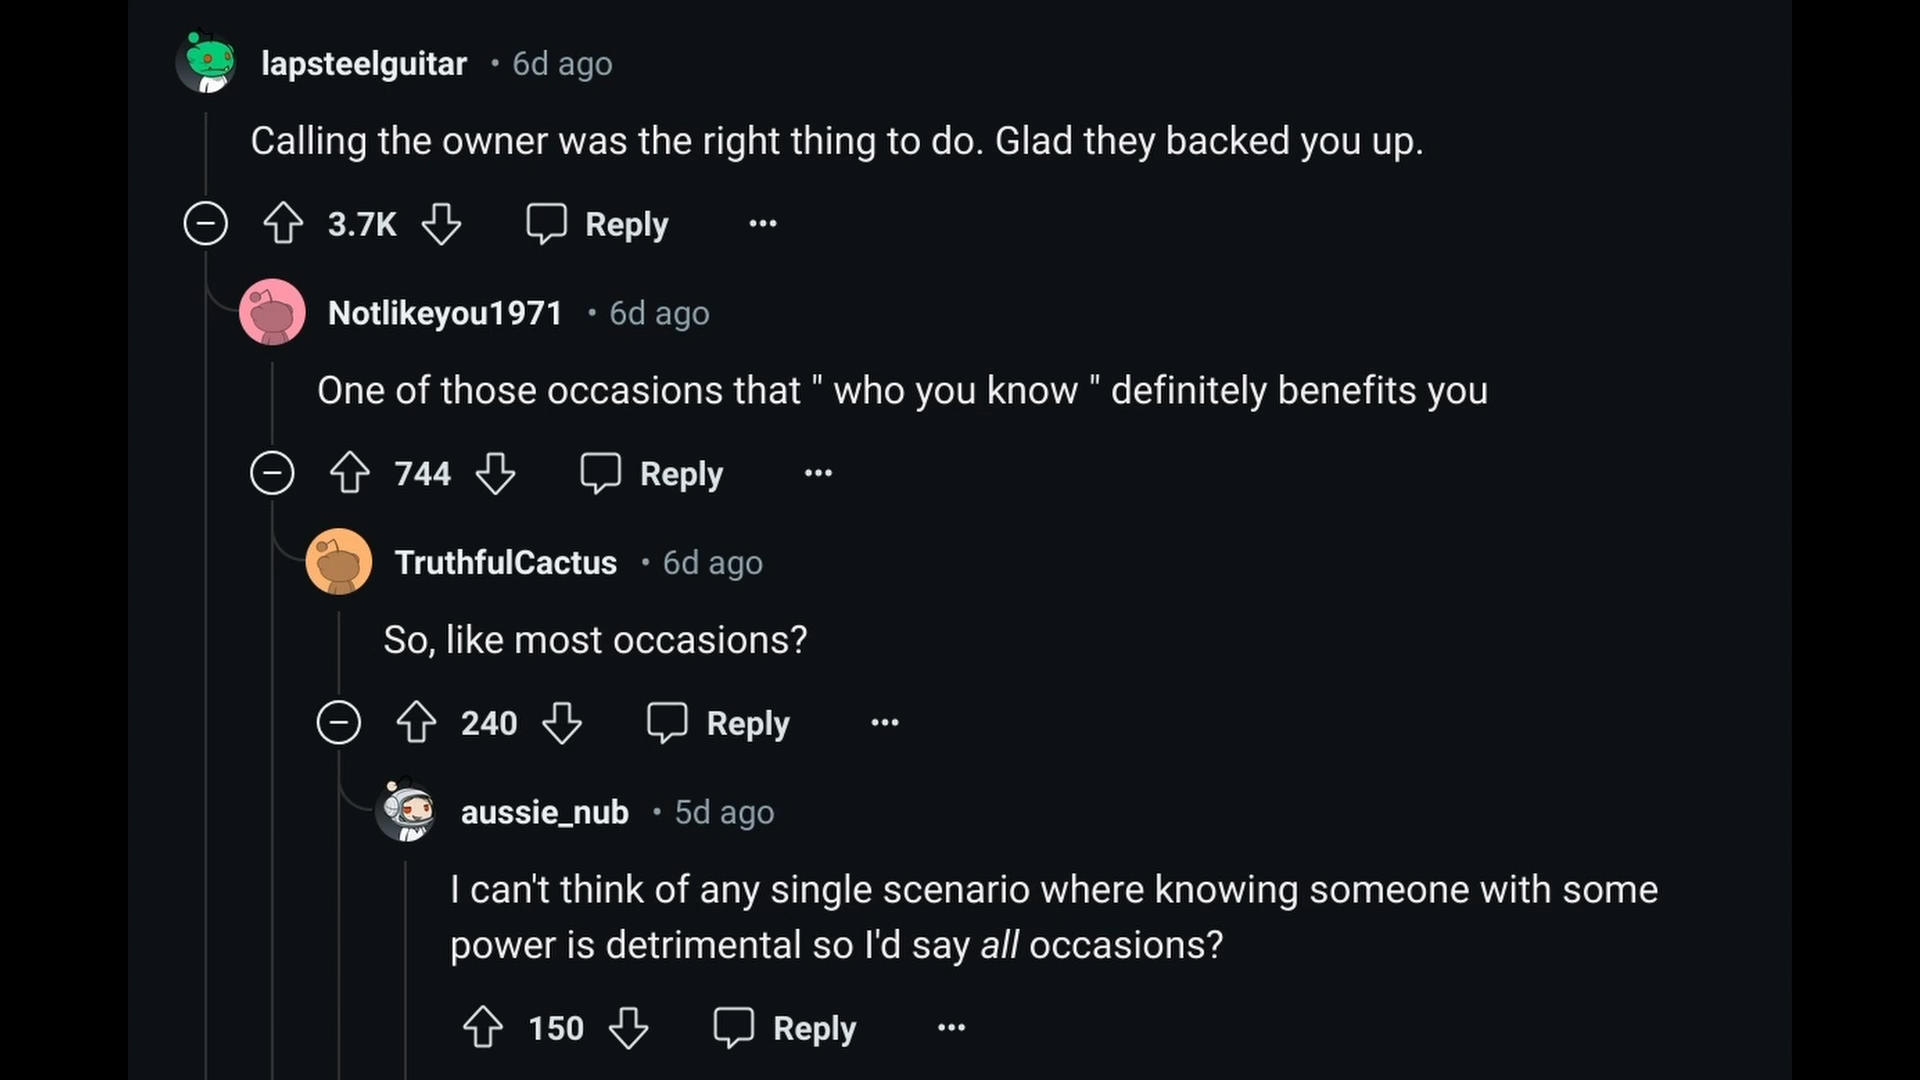 lapsteelguitar • 6d ago
Calling the owner was the right thing to do. Glad they backed you up.
3.7K Reply ...
Notlikeyou1971 • 6d ago
One of those occasions that " who you know " definitely benefits you
744 Reply ...
TruthfulCactus • 6d ago
So, like most occasions?
240 Reply ...
aussie_nub • 5d ago
I can't think of any single scenario where knowing someone with some
power is detrimental so I'd say all occasions?
150 Reply ...